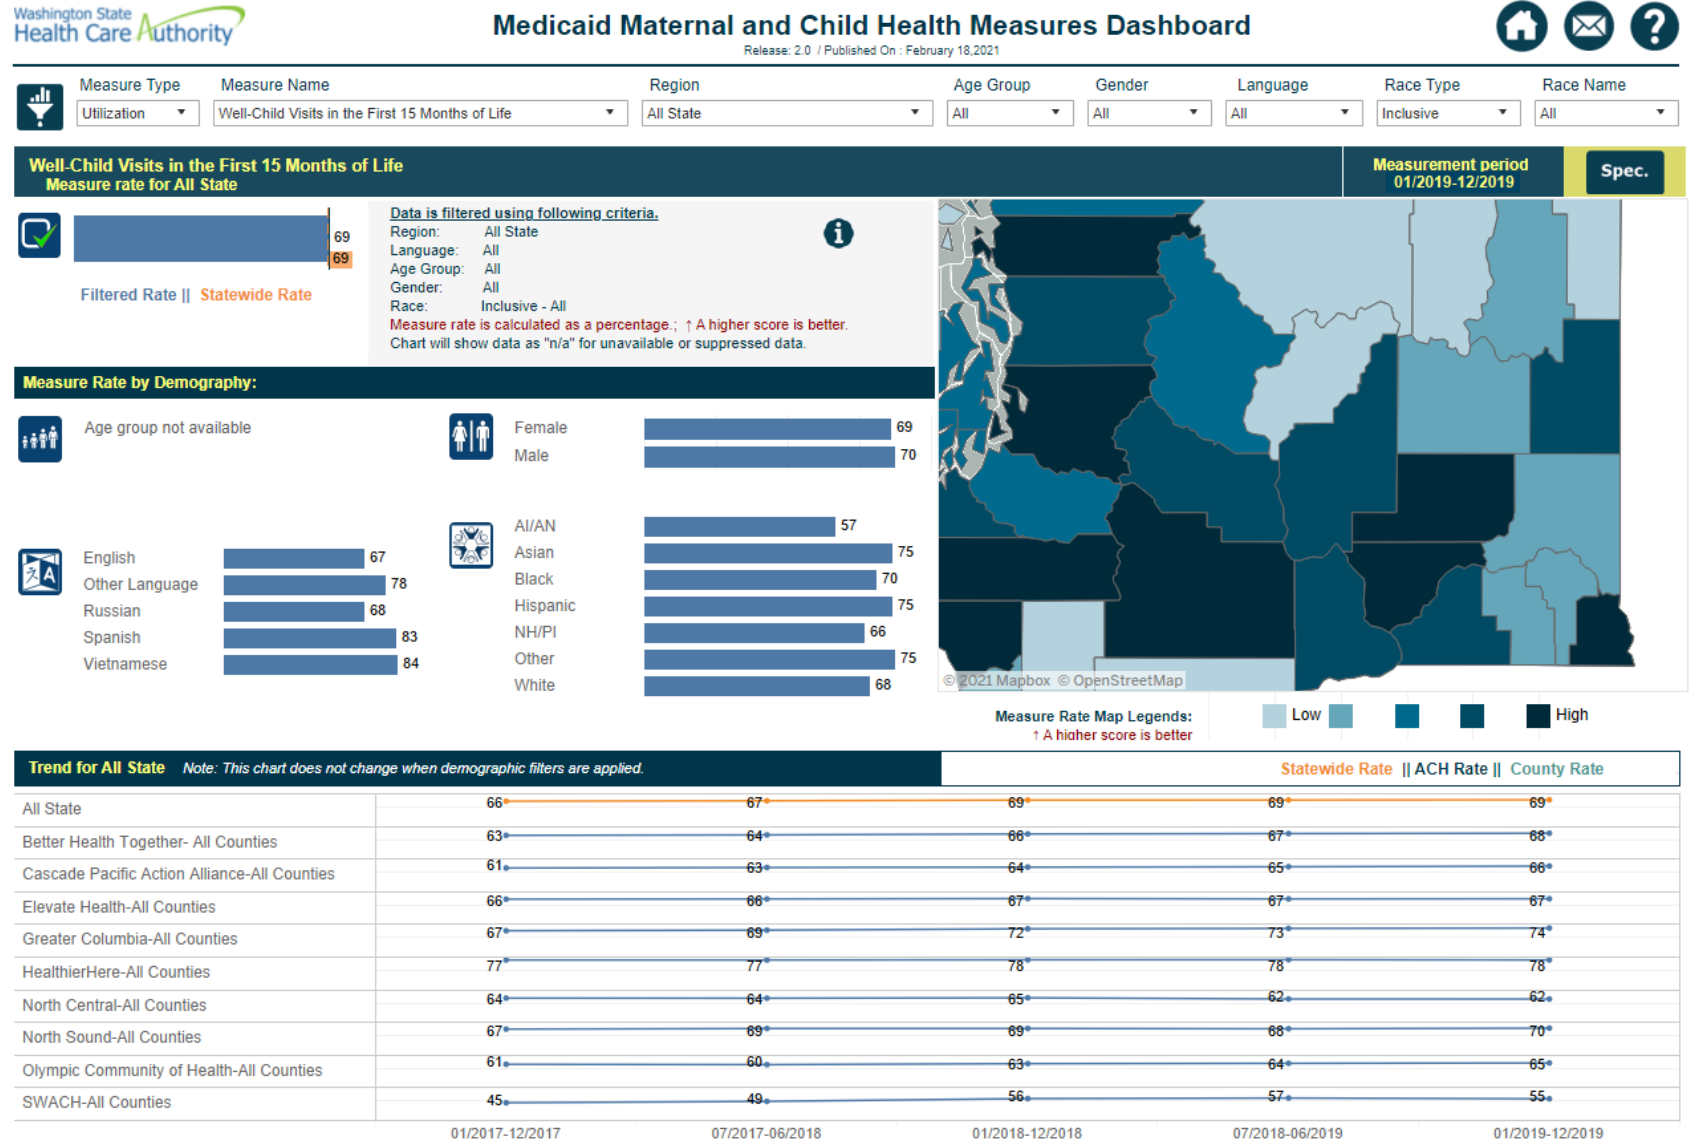 Washington State
Health Care Authority
Medicaid Maternal and Child Health Measures Dashboard
Release: 2.0 / Published On : February 18,2021
Measure Type Measure Name Region Age Group Gender Language Race Type Race Name
Utilization Well-Child Visits in the First 15 Months of Life All State All All All Inclusive All
Well-Child Visits in the First 15 Months of Life
Measure rate for All State
Measurement period
01/2019-12/2019
Spec.
69
69
Filtered Rate || Statewide Rate
Data is filtered using following criteria.
Region: All State
Language: All
Age Group: All
Gender: All
Race: Inclusive - All
Measure rate is calculated as a percentage.; ↑ A higher score is better.
Chart will show data as "n/a" for unavailable or suppressed data.
Measure Rate by Demography:
Age group not available
Female 69
Male 70
English 67
Other Language 78
Russian 68
Spanish 83
Vietnamese 84
AI/AN 57
Asian 75
Black 70
Hispanic 75
NH/PI 66
Other 75
White 68
© 2021 Mapbox © OpenStreetMap
Measure Rate Map Legends: Low High
↑ A higher score is better
Trend for All State Note: This chart does not change when demographic filters are applied.
Statewide Rate || ACH Rate || County Rate
All State 66 67 69 69 69
Better Health Together- All Counties 63 64 66 67 68
Cascade Pacific Action Alliance-All Counties 61 63 64 65 66
Elevate Health-All Counties 66 66 67 67 67
Greater Columbia-All Counties 67 69 72 73 74
HealthierHere-All Counties 77 77 78 78 78
North Central-All Counties 64 64 65 62 62
North Sound-All Counties 67 69 69 68 70
Olympic Community of Health-All Counties 61 60 63 64 65
SWACH-All Counties 45 49 56 57 55
01/2017-12/2017 07/2017-06/2018 01/2018-12/2018 07/2018-06/2019 01/2019-12/2019